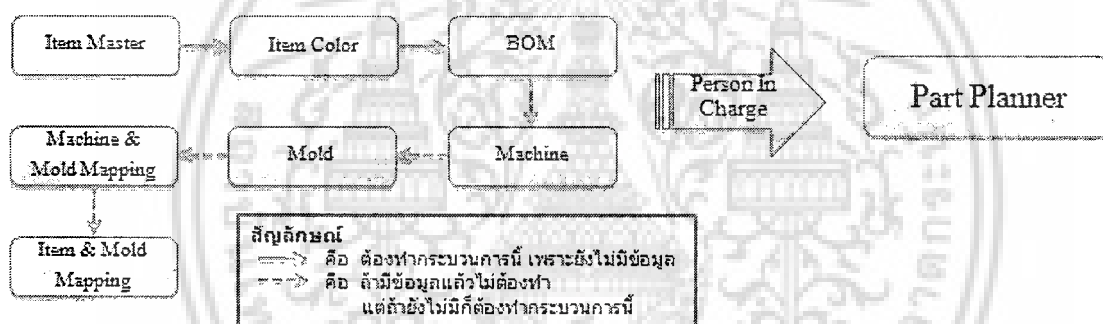 Item Master
Item Color
BOM
Person In
Charge
Part Planner
Machine &
Mold Mapping
Mold
Machine
Item & Mold
Mapping
สัญลักษณ์
คือ ต้องทำกระบวนการนี้ เพราะยังไม่มีข้อมูล
คือ ถ้ามีข้อมูลแล้วไม่ต้องทำ
แต่ถ้ายังไม่มีก็ต้องทำกระบวนการนี้